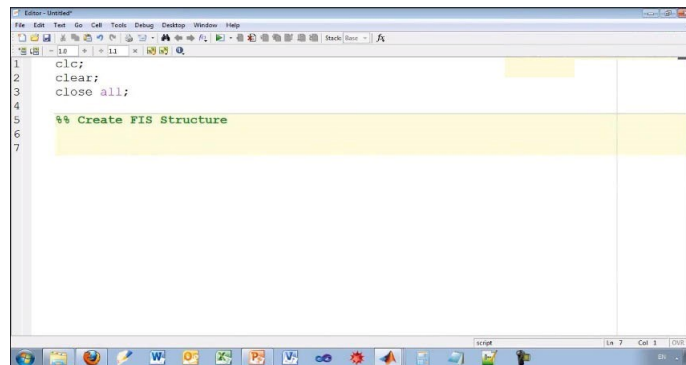 Editor - Untitled*
File Edit Text Go Cell Tools Debug Desktop Window Help
Stack: Base fx
- 1.0 + ÷ 1.1 ×
1 clc;
2 clear;
3 close all;
4
5 %% Create FIS Structure
6
7
script Ln 7 Col 1 OVR
EN